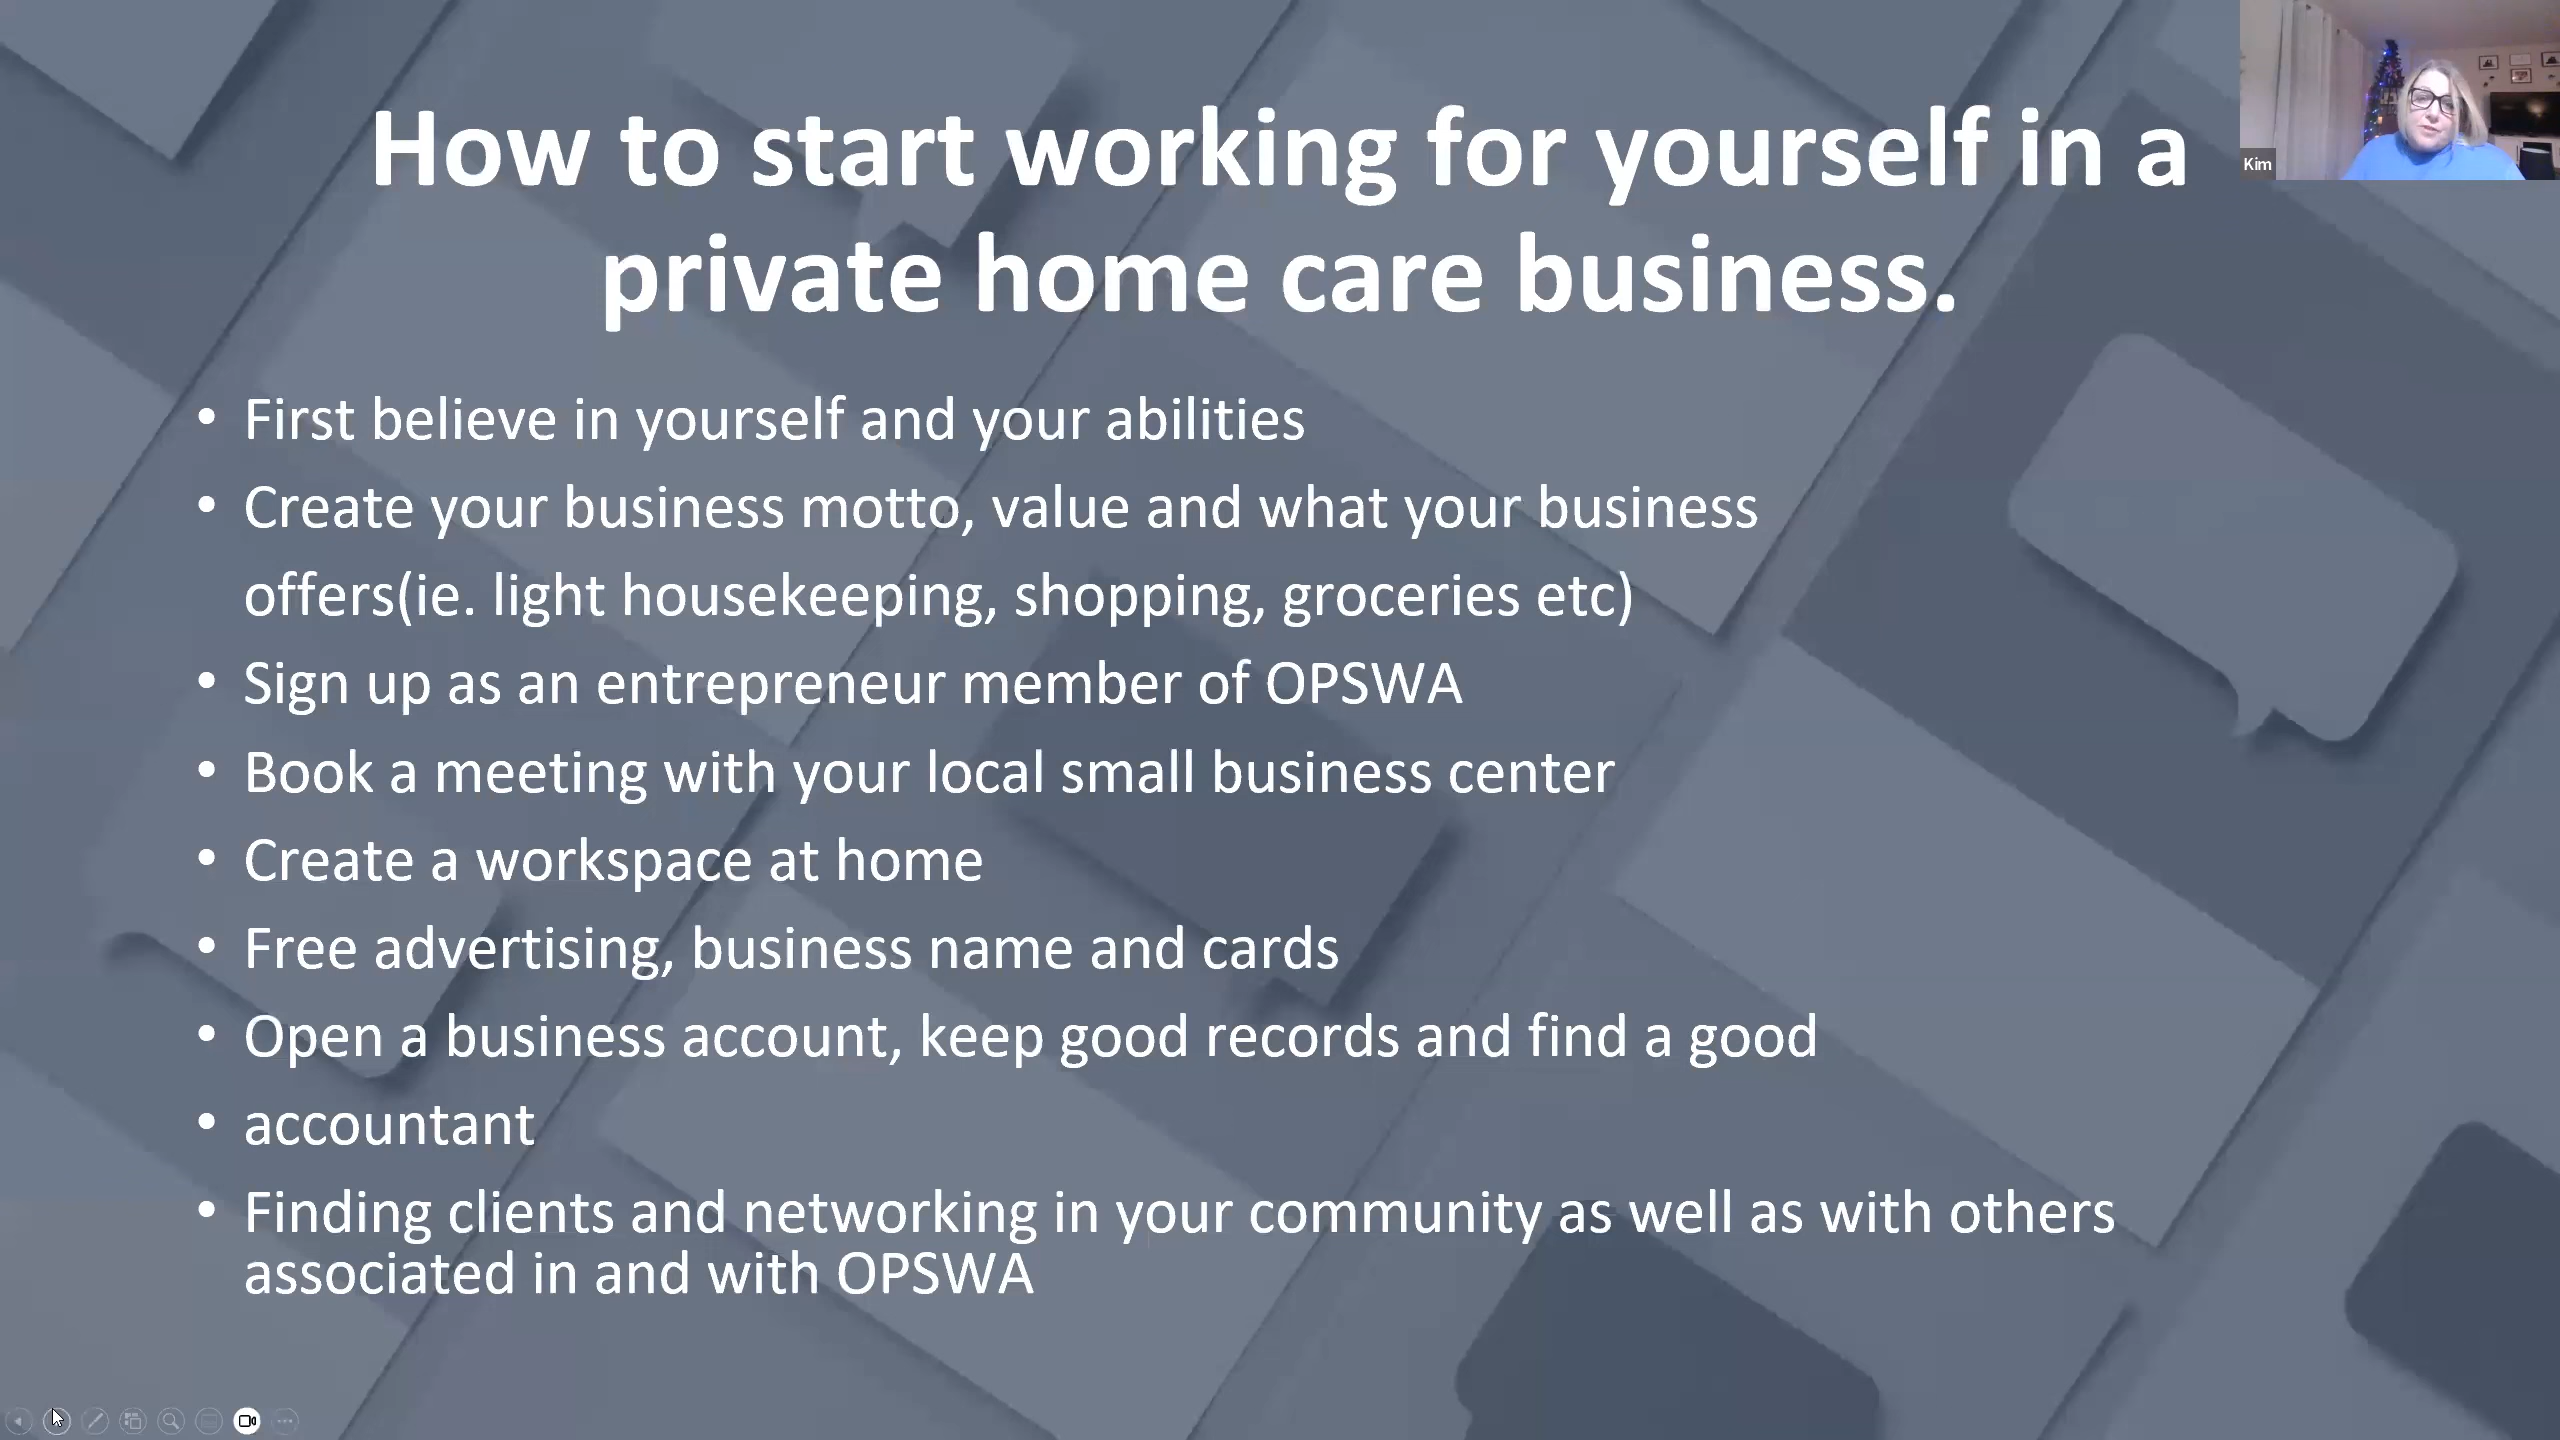 How to start working for yourself in a
private home care business.
Kim
• First believe in yourself and your abilities
• Create your business motto, value and what your business
offers(ie. light housekeeping, shopping, groceries etc)
• Sign up as an entrepreneur member of OPSWA
• Book a meeting with your local small business center
• Create a workspace at home
• Free advertising, business name and cards
• Open a business account, keep good records and find a good
• accountant
• Finding clients and networking in your community as well as with others
associated in and with OPSWA